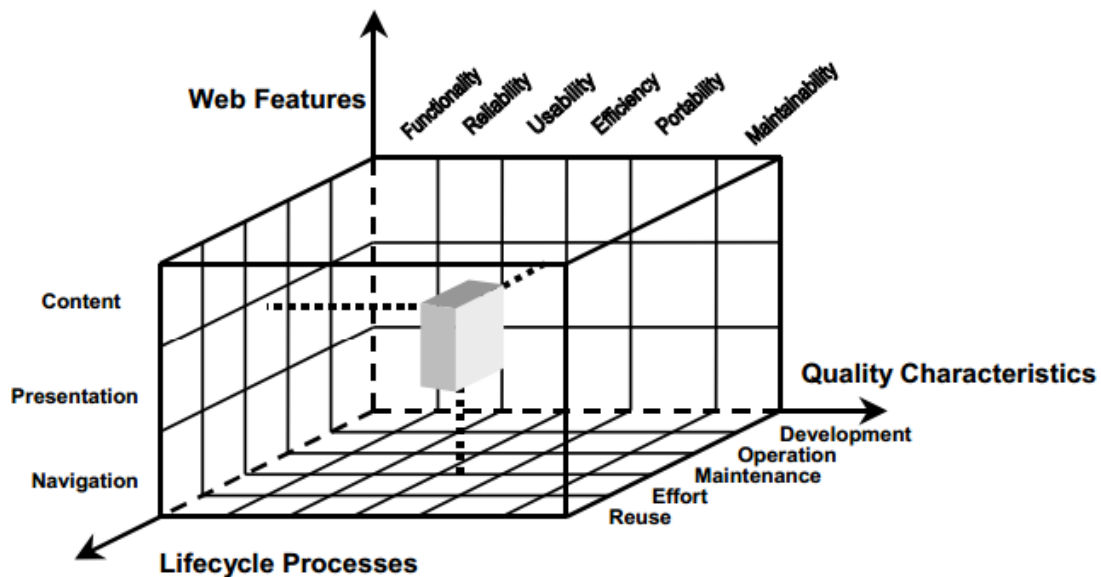 Web Features
Functionality
Reliability
Usability
Efficiency
Portability
Maintainability
Content
Presentation
Navigation
Quality Characteristics
Development
Operation
Maintenance
Effort
Reuse
Lifecycle Processes